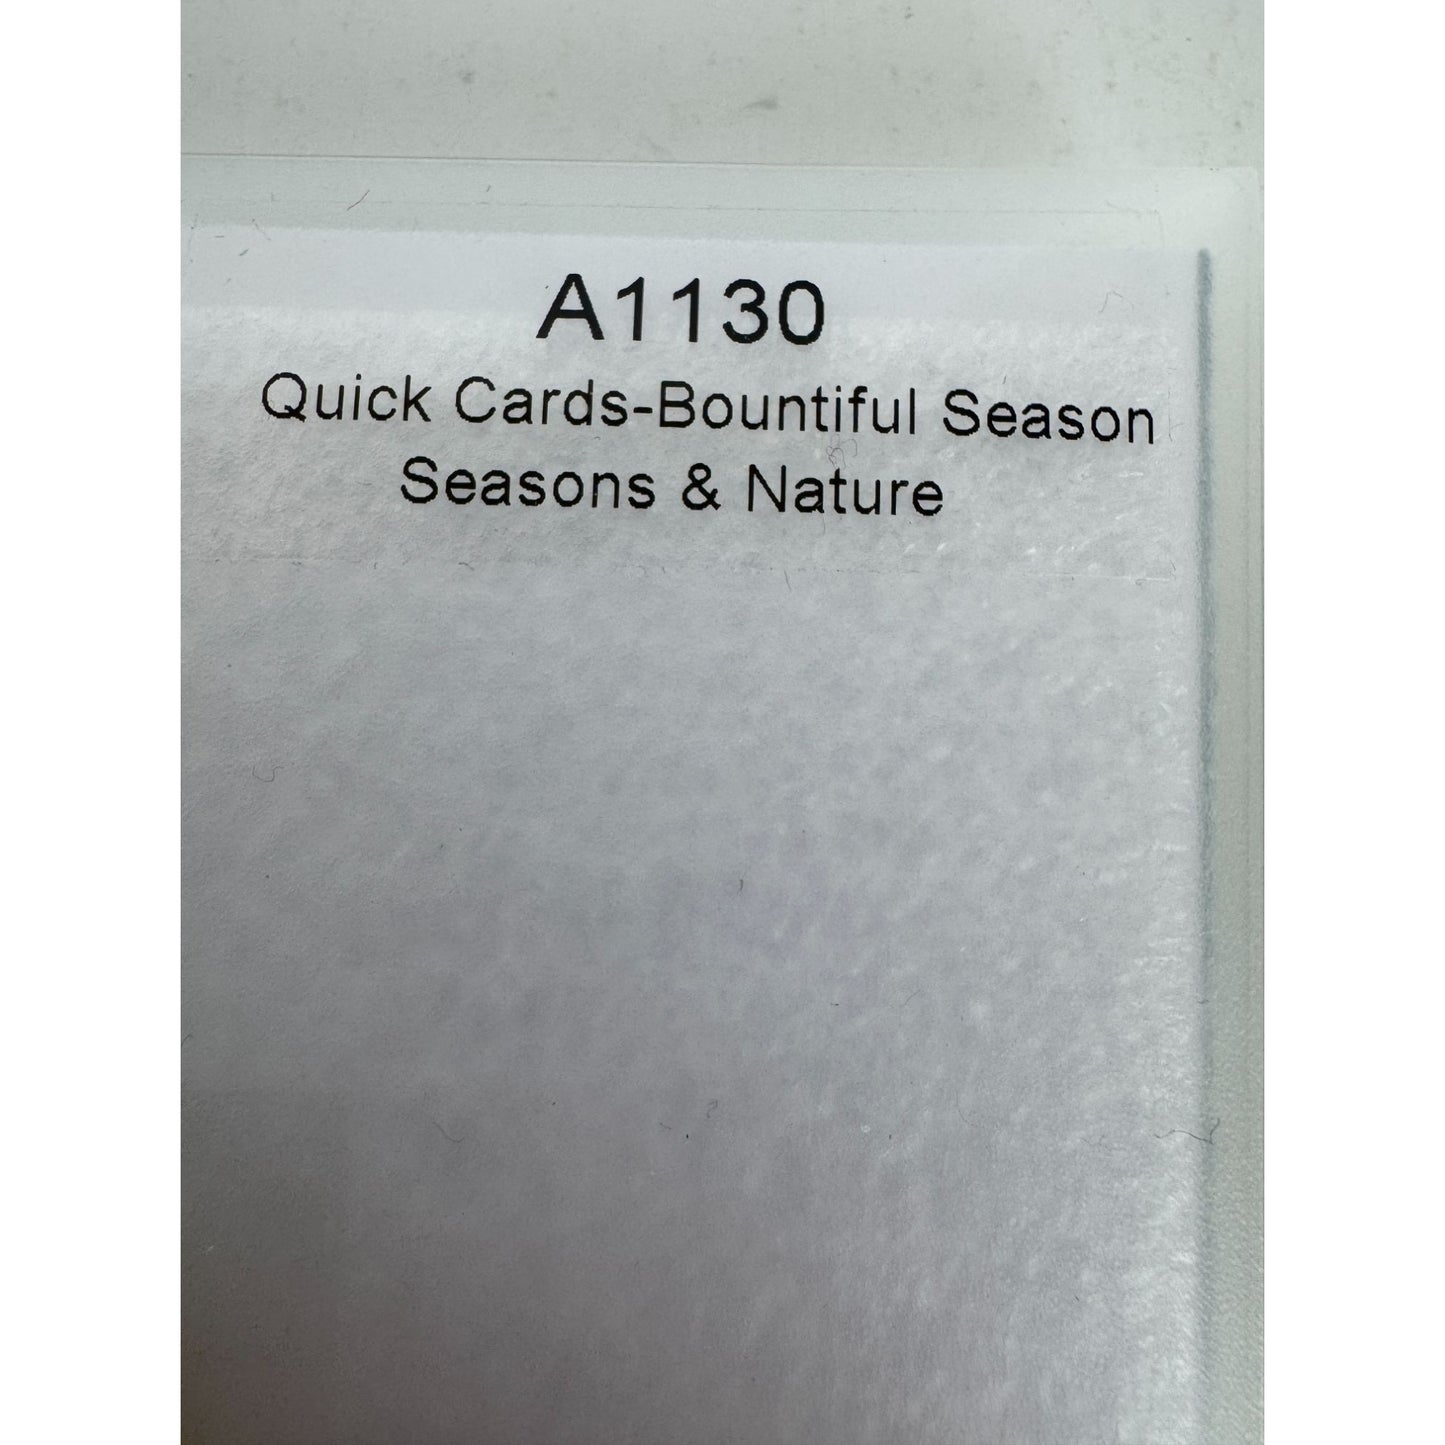 A1130
Quick Cards-Bountiful Season
Seasons & Nature